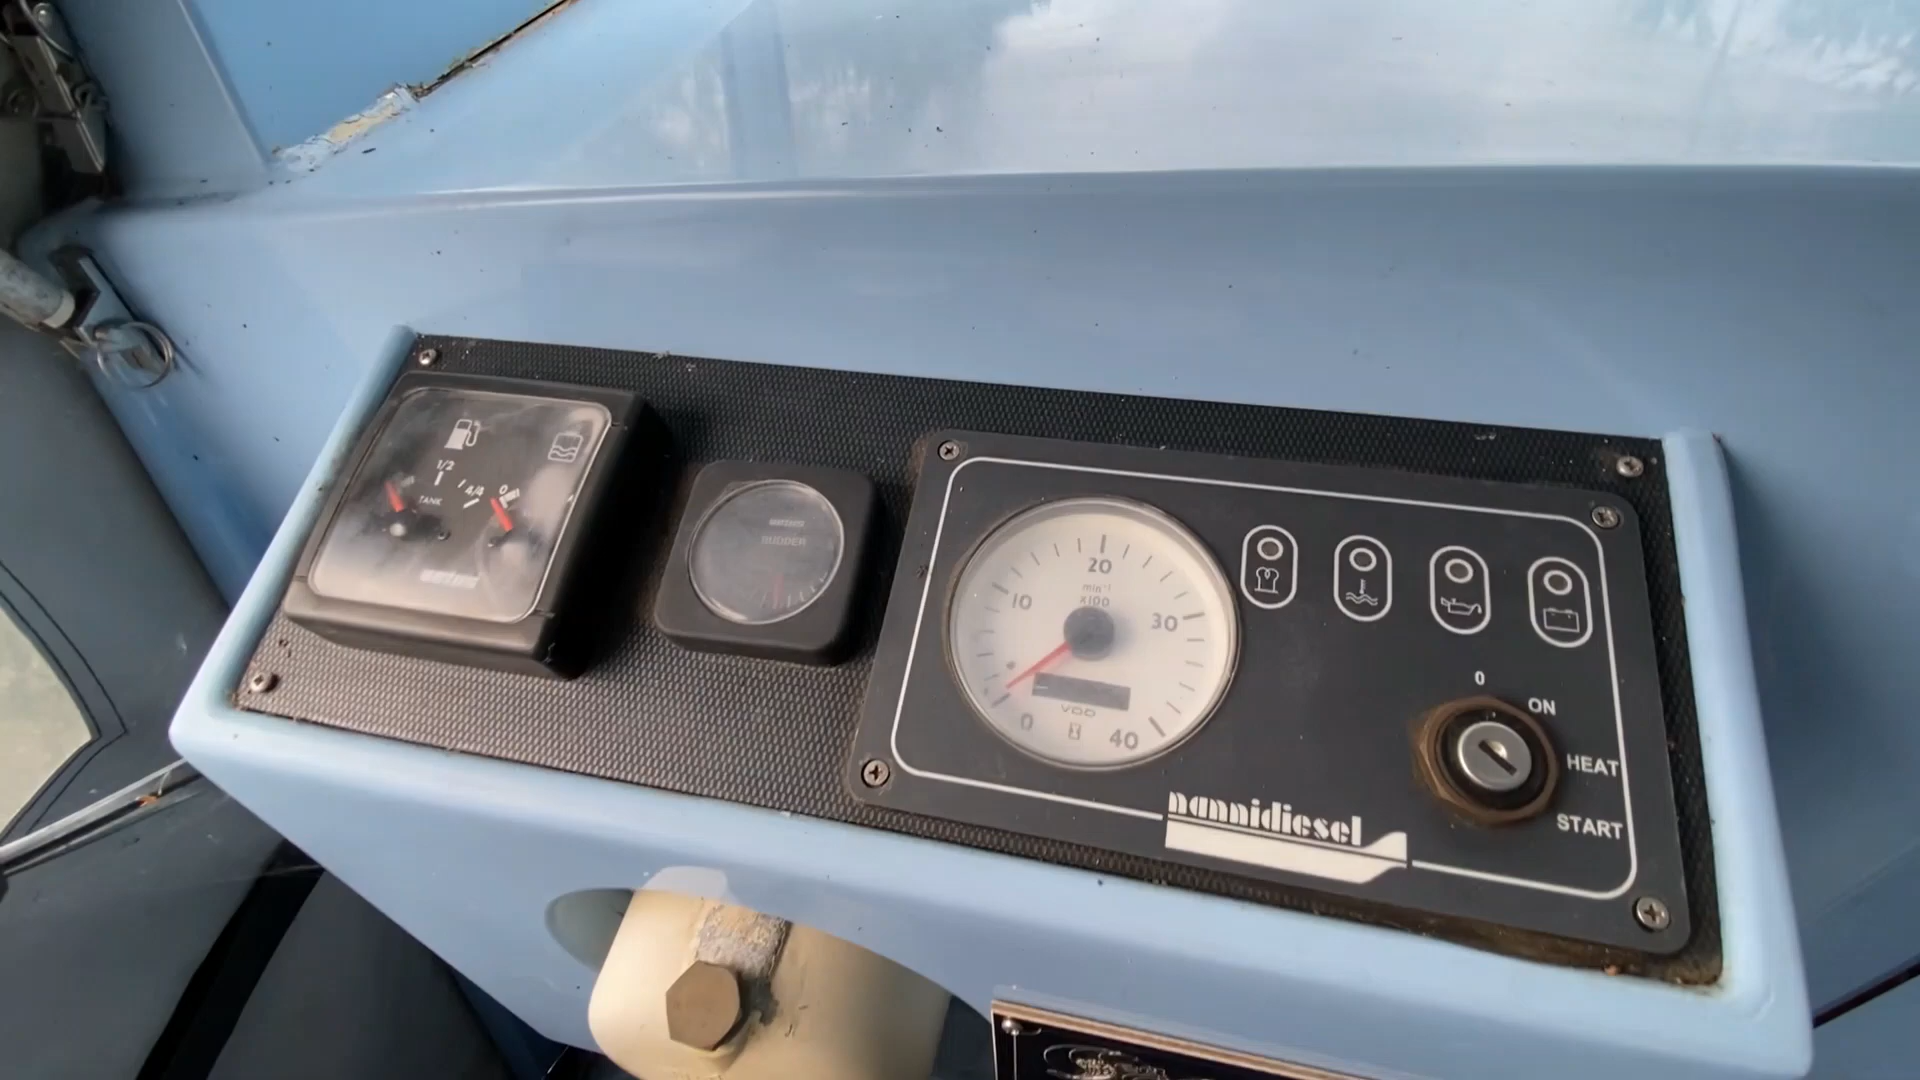 1/2
4/4
0
TANK
RUDDER
20
min⁻¹
x100
10
30
VDO
0
40
0
ON
HEAT
START
nannidiesel